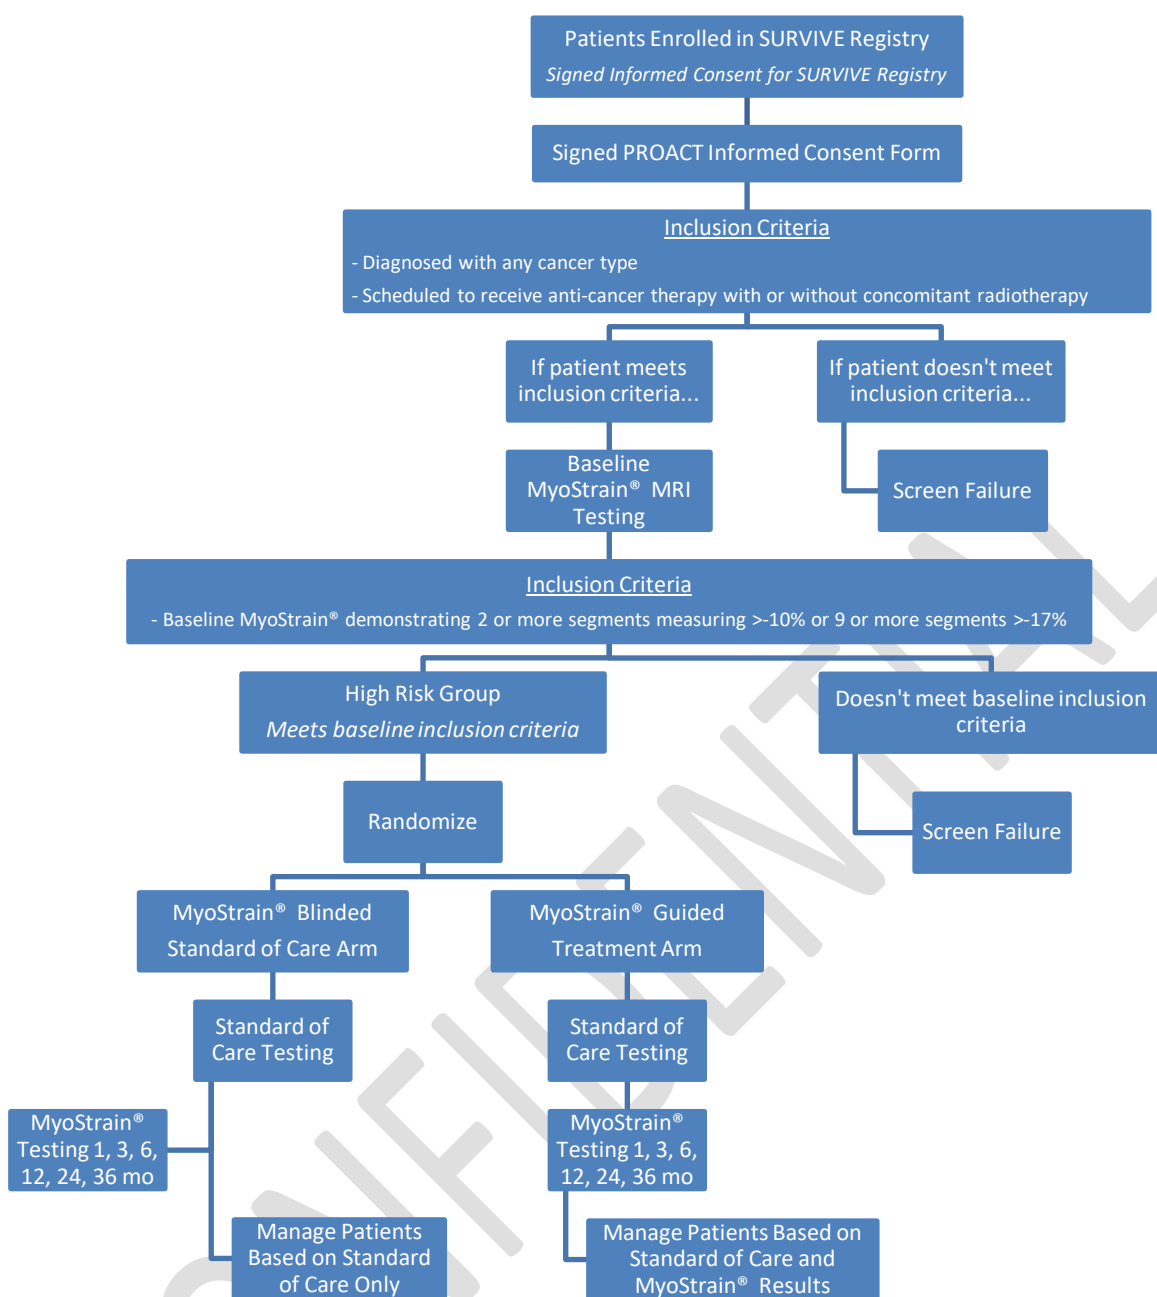 Patients Enrolled in SURVIVE Registry
Signed Informed Consent for SURVIVE Registry
Signed PROACT Informed Consent Form
Inclusion Criteria
- Diagnosed with any cancer type
- Scheduled to receive anti-cancer therapy with or without concomitant radiotherapy
If patient meets
inclusion criteria...
If patient doesn't meet
inclusion criteria...
Baseline
MyoStrain® MRI
Testing
Screen Failure
Inclusion Criteria
- Baseline MyoStrain® demonstrating 2 or more segments measuring >-10% or 9 or more segments >-17%
High Risk Group
Meets baseline inclusion criteria
Doesn't meet baseline inclusion
criteria
Randomize
Screen Failure
MyoStrain® Blinded
Standard of Care Arm
MyoStrain® Guided
Treatment Arm
Standard of
Care Testing
Standard of
Care Testing
MyoStrain®
Testing 1, 3, 6,
12, 24, 36 mo
MyoStrain®
Testing 1, 3, 6,
12, 24, 36 mo
Manage Patients
Based on Standard
of Care Only
Manage Patients Based on
Standard of Care and
MyoStrain® Results
CONFIDENTIAL